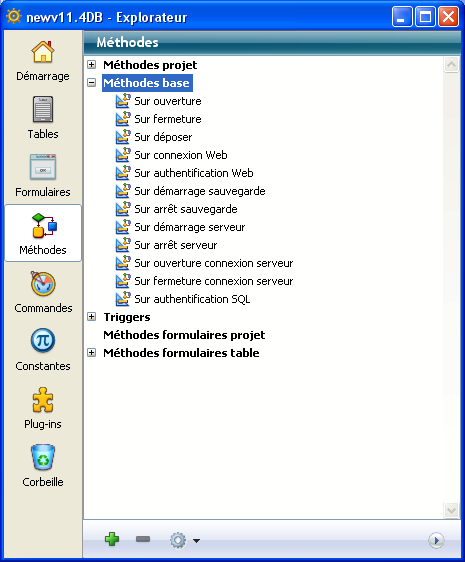 newv11.4DB - Explorateur
Démarrage
Tables
Formulaires
Méthodes
Commandes
Constantes
Plug-ins
Corbeille
Méthodes
Méthodes projet
Méthodes base
Sur ouverture
Sur fermeture
Sur déposer
Sur connexion Web
Sur authentification Web
Sur démarrage sauvegarde
Sur arrêt sauvegarde
Sur démarrage serveur
Sur arrêt serveur
Sur ouverture connexion serveur
Sur fermeture connexion serveur
Sur authentification SQL
Triggers
Méthodes formulaires projet
Méthodes formulaires table